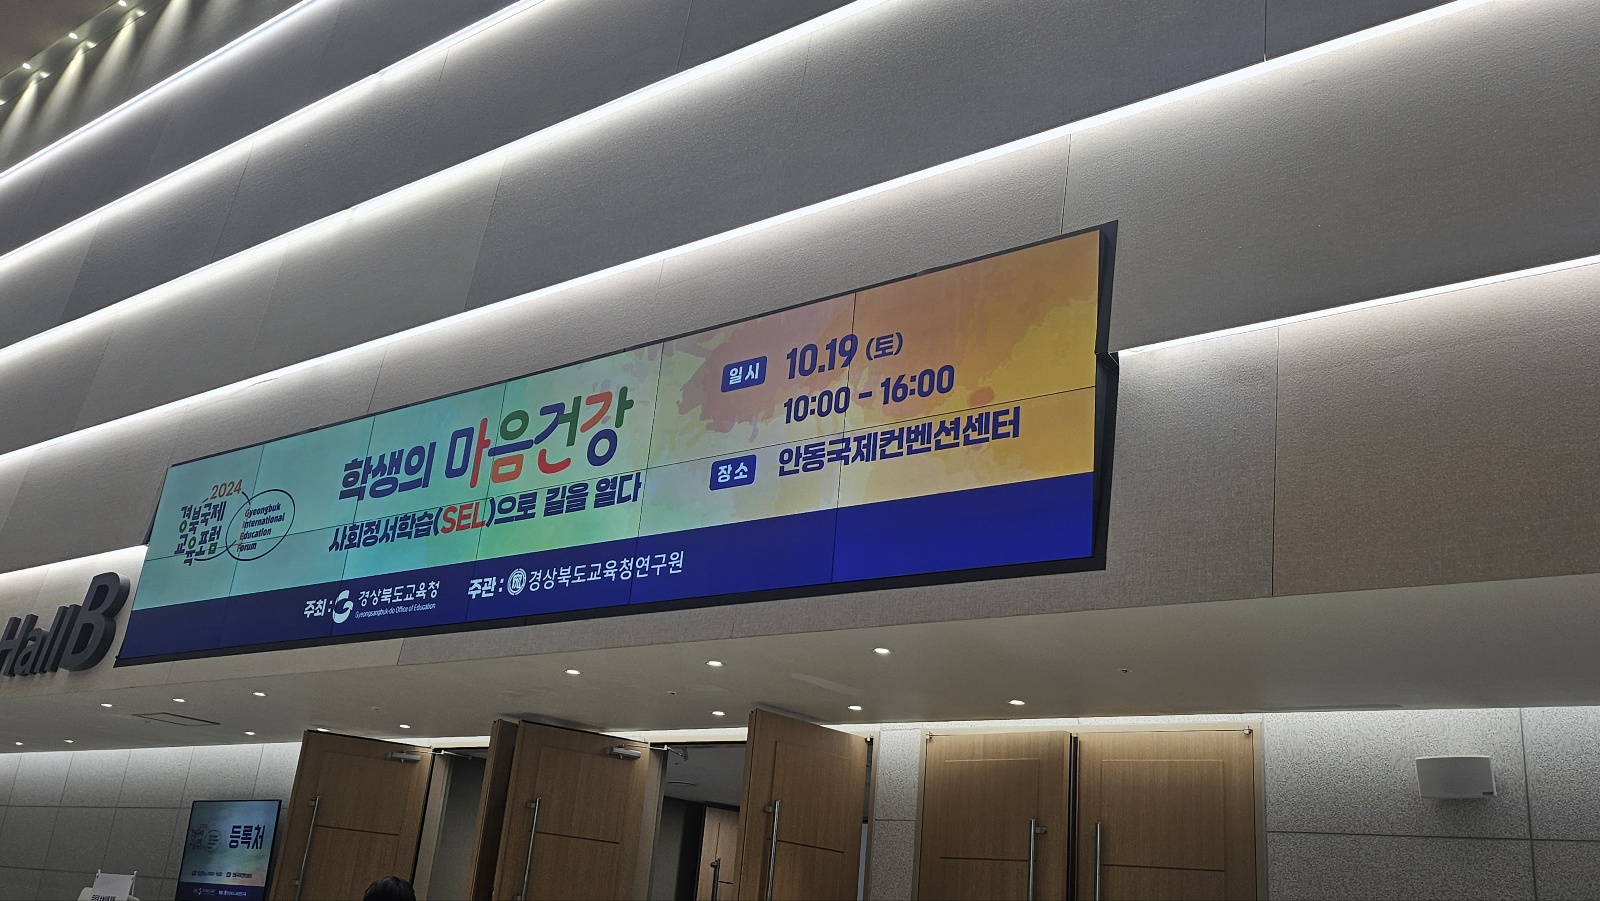 2024
경북국제
교육포럼
Gyeongbuk
International
Education
Forum
학생의 마음건강
사회정서학습(SEL)으로 길을 열다
일시 10.19 (토)
10:00 - 16:00
장소 안동국제컨벤션센터
주최 : 경상북도교육청
Gyeongsangbuk-do Office of Education
주관 : 경상북도교육청연구원
Hall B
등록처